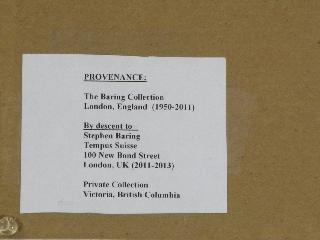 PROVENANCE:
The Baring Collection
London, England (1950-2011)
By descent to
Stephen Baring
Tempus Suisse
100 New Bond Street
London, UK (2011-2013)
Private Collection
Victoria, British Columbia